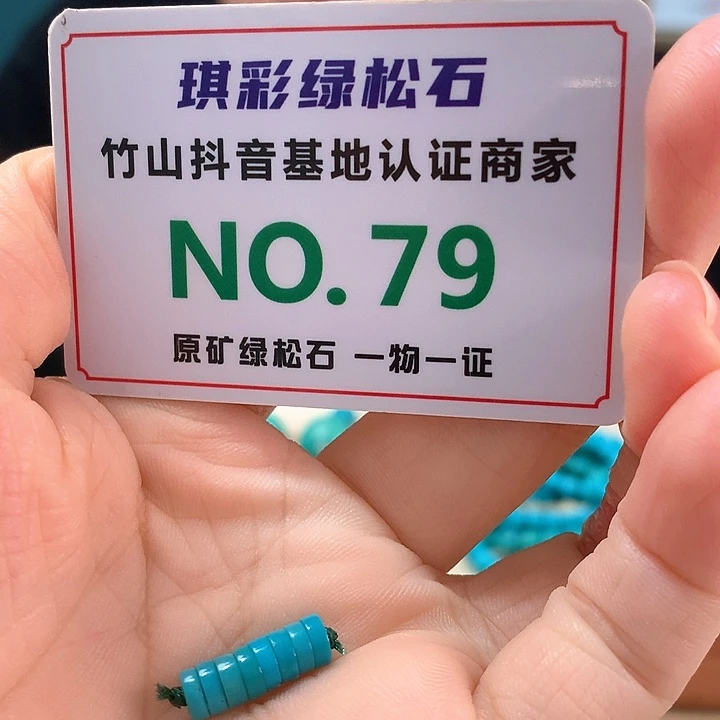 琪彩绿松石
竹山抖音基地认证商家
NO.79
原矿绿松石 一物一证